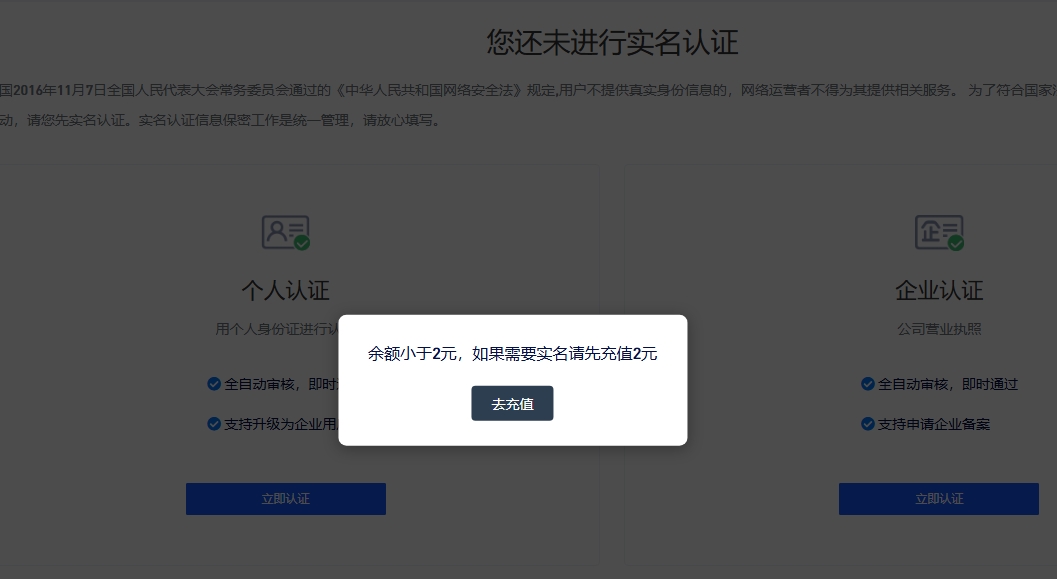 您还未进行实名认证
国2016年11月7日全国人民代表大会常务委员会通过的《中华人民共和国网络安全法》规定,用户不提供真实身份信息的，网络运营者不得为其提供相关服务。 为了符合国家
动，请您先实名认证。实名认证信息保密工作是统一管理，请放心填写。
个人认证
企业认证
用个人身份证进行认
公司营业执照
余额小于2元，如果需要实名请先充值2元
全自动审核，即时
全自动审核，即时通过
去充值
支持升级为企业用
支持申请企业备案
立即认证
立即认证